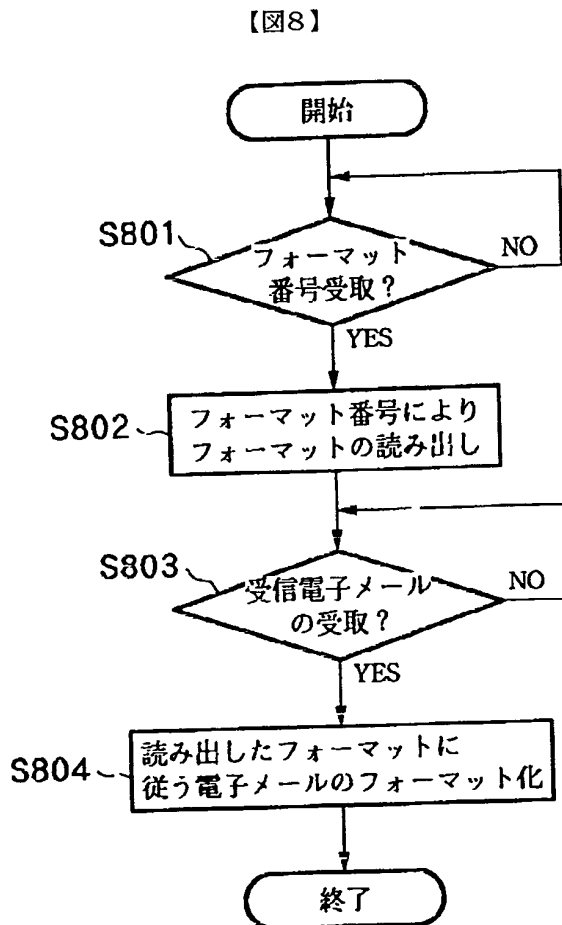 【図8】
開始
S801
フォーマット
番号受取?
NO
YES
S802
フォーマット番号により
フォーマットの読み出し
S803
受信電子メール
の受取?
NO
YES
S804
読み出したフォーマットに
従う電子メールのフォーマット化
終了